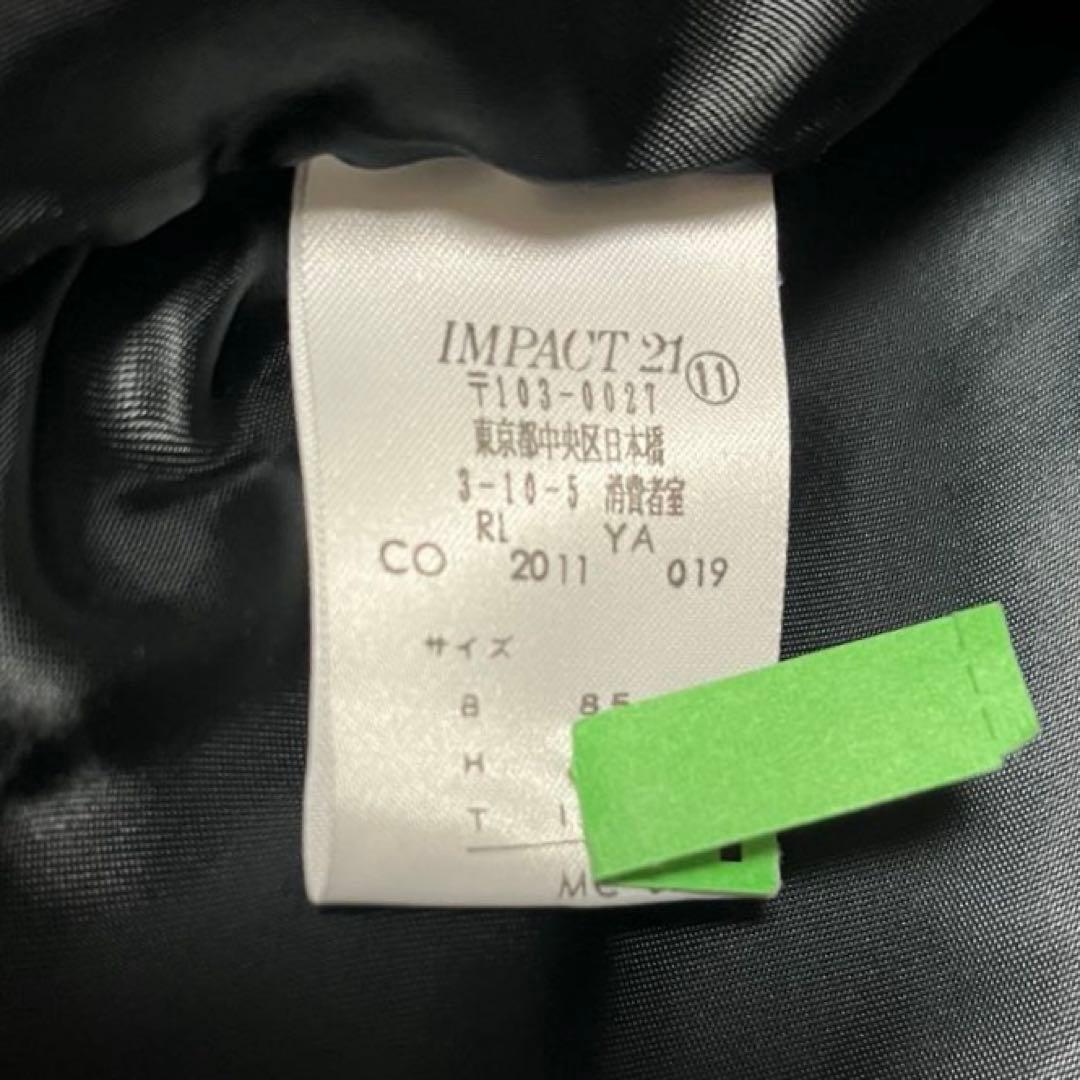 IMPACT 21 ⑪
〒103-0027
東京都中央区日本橋
3-10-5 消費者室
RL YA
CO 2011 019
サイズ
B 85
H
T